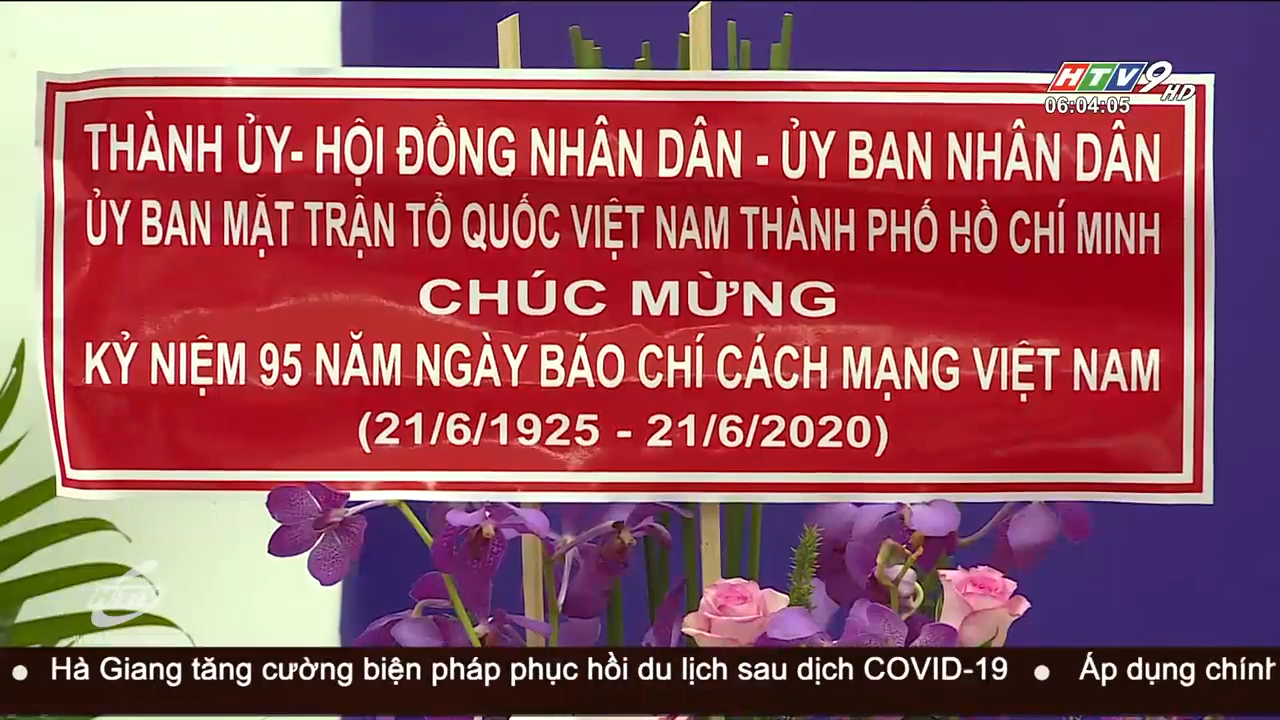 HTV9 HD
06:04:05
THÀNH ỦY- HỘI ĐỒNG NHÂN DÂN - ỦY BAN NHÂN DÂN
ỦY BAN MẶT TRẬN TỔ QUỐC VIỆT NAM THÀNH PHỐ HỒ CHÍ MINH
CHÚC MỪNG
KỶ NIỆM 95 NĂM NGÀY BÁO CHÍ CÁCH MẠNG VIỆT NAM
(21/6/1925 - 21/6/2020)
HTV
● Hà Giang tăng cường biện pháp phục hồi du lịch sau dịch COVID-19 ● Áp dụng chính